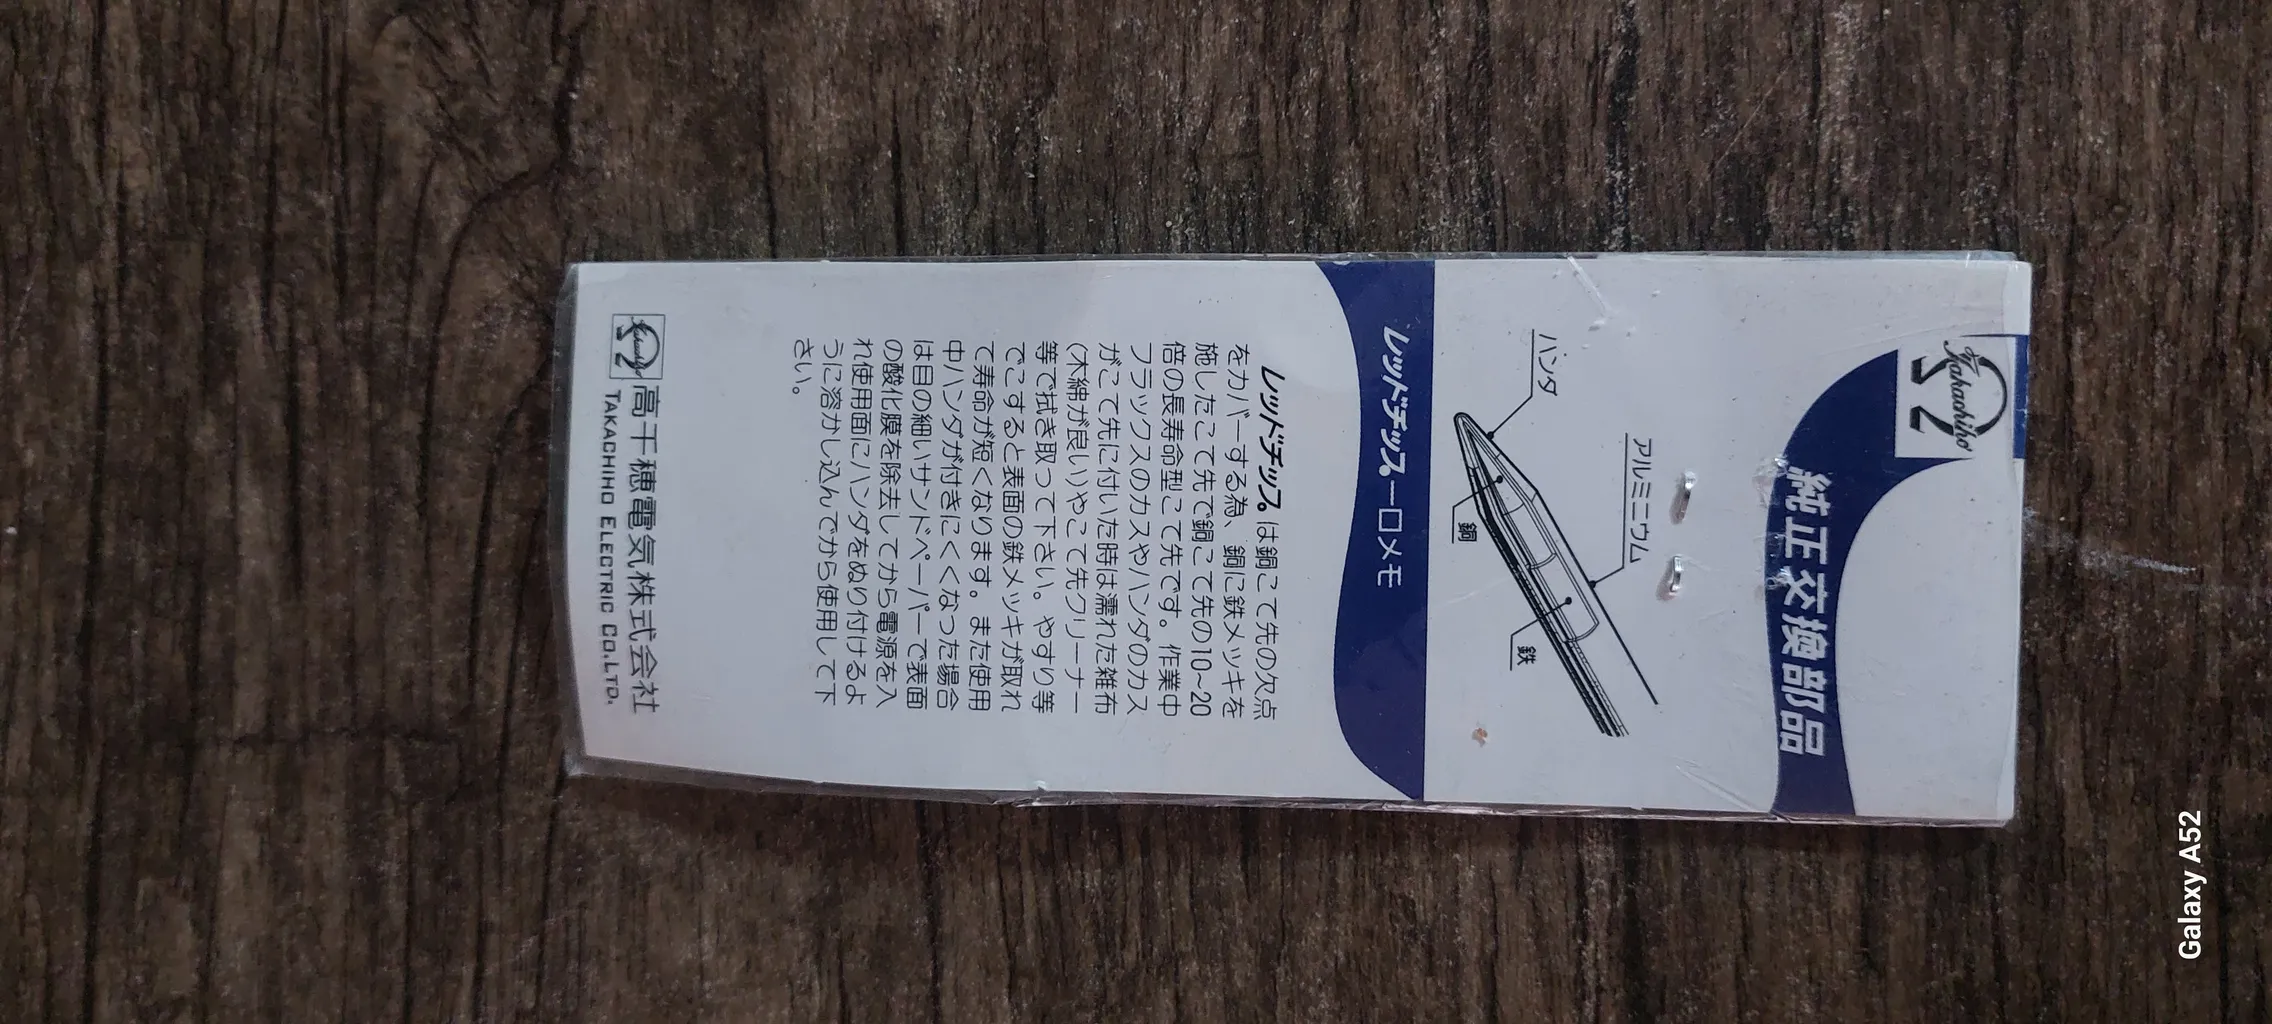 Takachiho
純正交換部品
アルミニウム
ハンダ
鉄
銅
レッドチップ。一口メモ
レッドチップ。は銅こて先の欠点
をカバーする為、銅に鉄メッキを
施したこて先で銅こて先の10~20
倍の長寿命型こて先です。作業中
フラックスのカスやハンダのカス
がこて先に付いた時は濡れた雑布
(木綿が良い)やこて先クリーナー
等で拭き取って下さい。やすり等
でこすると表面の鉄メッキが取れ
て寿命が短くなります。また使用
中ハンダが付きにくくなった場合
は目の細いサンドペーパーで表面
の酸化膜を除去してから電源を入
れ使用面にハンダをぬり付けるよ
うに溶かし込んでから使用して下
さい。
Takachiho
高千穂電気株式会社
TAKACHIHO ELECTRIC CO.LTD.
Galaxy A52